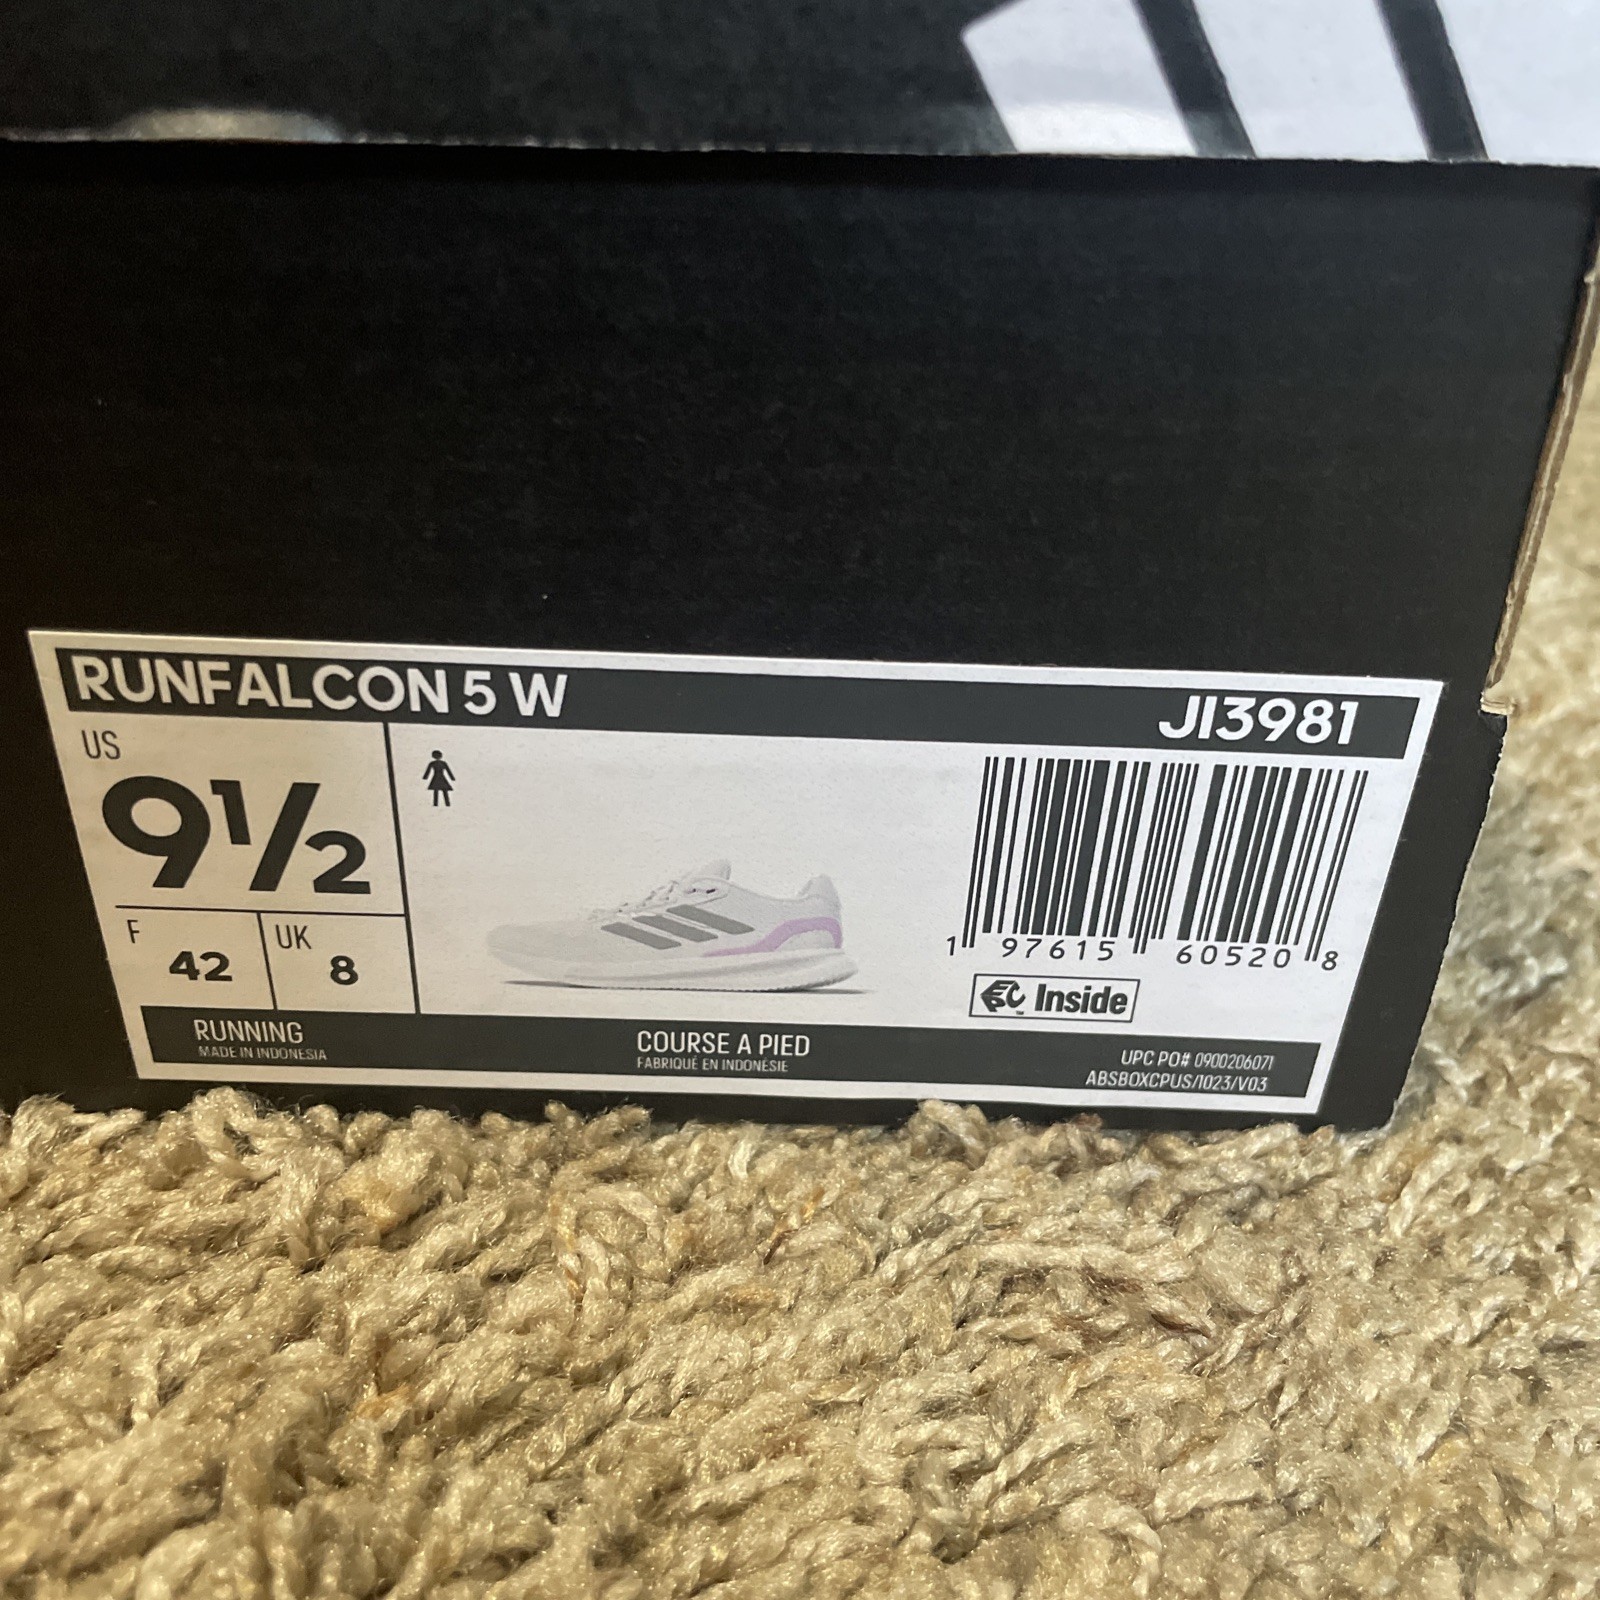 RUNFALCON 5 W JI3981
US
9½
F 42 UK 8
1 97615 60520 8
Inside
RUNNING
MADE IN INDONESIA
COURSE A PIED
FABRIQUÉ EN INDONÉSIE
UPC PO# 0900206071
ABSBOXCPUS/1023/V03